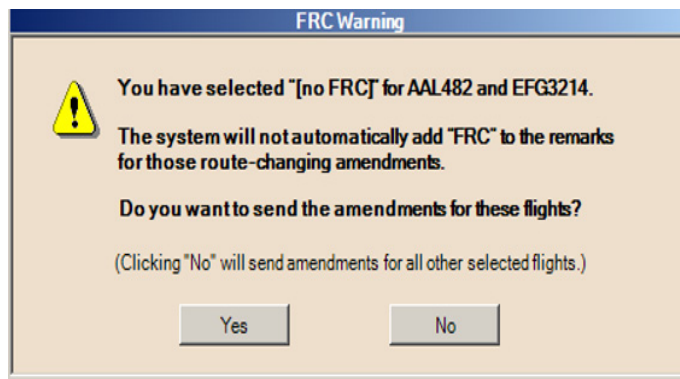 FRC Warning
You have selected "[no FRC]" for AAL482 and EFG3214.
The system will not automatically add "FRC" to the remarks
for those route-changing amendments.
Do you want to send the amendments for these flights?
(Clicking "No" will send amendments for all other selected flights.)
Yes No